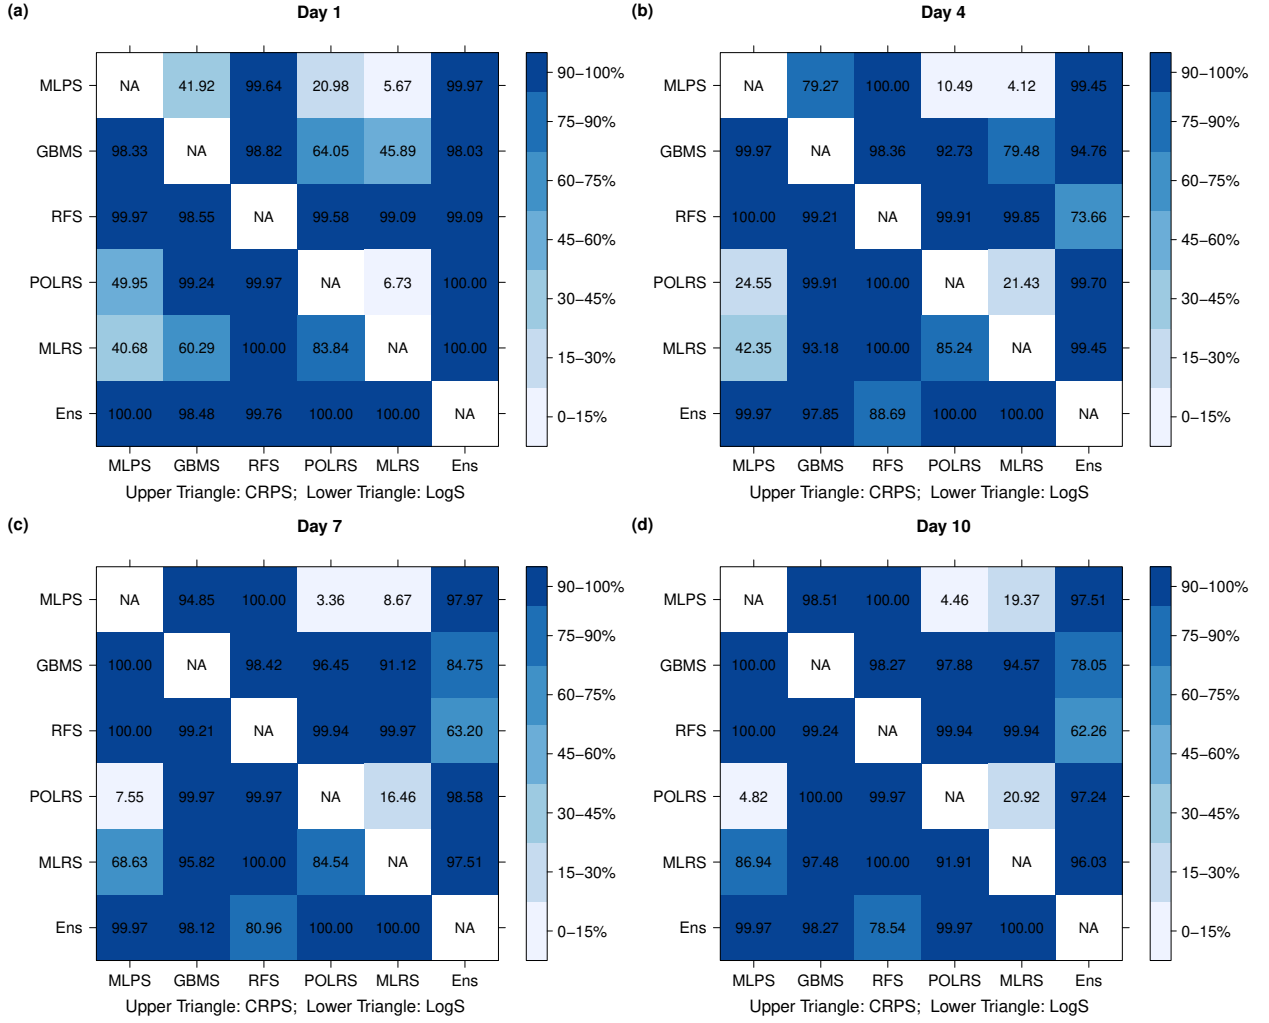 (a) Day 1
MLPS NA 41.92 99.64 20.98 5.67 99.97
GBMS 98.33 NA 98.82 64.05 45.89 98.03
RFS 99.97 98.55 NA 99.58 99.09 99.09
POLRS 49.95 99.24 99.97 NA 6.73 100.00
MLRS 40.68 60.29 100.00 83.84 NA 100.00
Ens 100.00 98.48 99.76 100.00 100.00 NA
MLPS GBMS RFS POLRS MLRS Ens
Upper Triangle: CRPS; Lower Triangle: LogS
90–100%
75–90%
60–75%
45–60%
30–45%
15–30%
0–15%
(b) Day 4
MLPS NA 79.27 100.00 10.49 4.12 99.45
GBMS 99.97 NA 98.36 92.73 79.48 94.76
RFS 100.00 99.21 NA 99.91 99.85 73.66
POLRS 24.55 99.91 100.00 NA 21.43 99.70
MLRS 42.35 93.18 100.00 85.24 NA 99.45
Ens 99.97 97.85 88.69 100.00 100.00 NA
MLPS GBMS RFS POLRS MLRS Ens
Upper Triangle: CRPS; Lower Triangle: LogS
90–100%
75–90%
60–75%
45–60%
30–45%
15–30%
0–15%
(c) Day 7
MLPS NA 94.85 100.00 3.36 8.67 97.97
GBMS 100.00 NA 98.42 96.45 91.12 84.75
RFS 100.00 99.21 NA 99.94 99.97 63.20
POLRS 7.55 99.97 99.97 NA 16.46 98.58
MLRS 68.63 95.82 100.00 84.54 NA 97.51
Ens 99.97 98.12 80.96 100.00 100.00 NA
MLPS GBMS RFS POLRS MLRS Ens
Upper Triangle: CRPS; Lower Triangle: LogS
90–100%
75–90%
60–75%
45–60%
30–45%
15–30%
0–15%
(d) Day 10
MLPS NA 98.51 100.00 4.46 19.37 97.51
GBMS 100.00 NA 98.27 97.88 94.57 78.05
RFS 100.00 99.24 NA 99.94 99.94 62.26
POLRS 4.82 100.00 99.97 NA 20.92 97.24
MLRS 86.94 97.48 100.00 91.91 NA 96.03
Ens 99.97 98.27 78.54 99.97 100.00 NA
MLPS GBMS RFS POLRS MLRS Ens
Upper Triangle: CRPS; Lower Triangle: LogS
90–100%
75–90%
60–75%
45–60%
30–45%
15–30%
0–15%